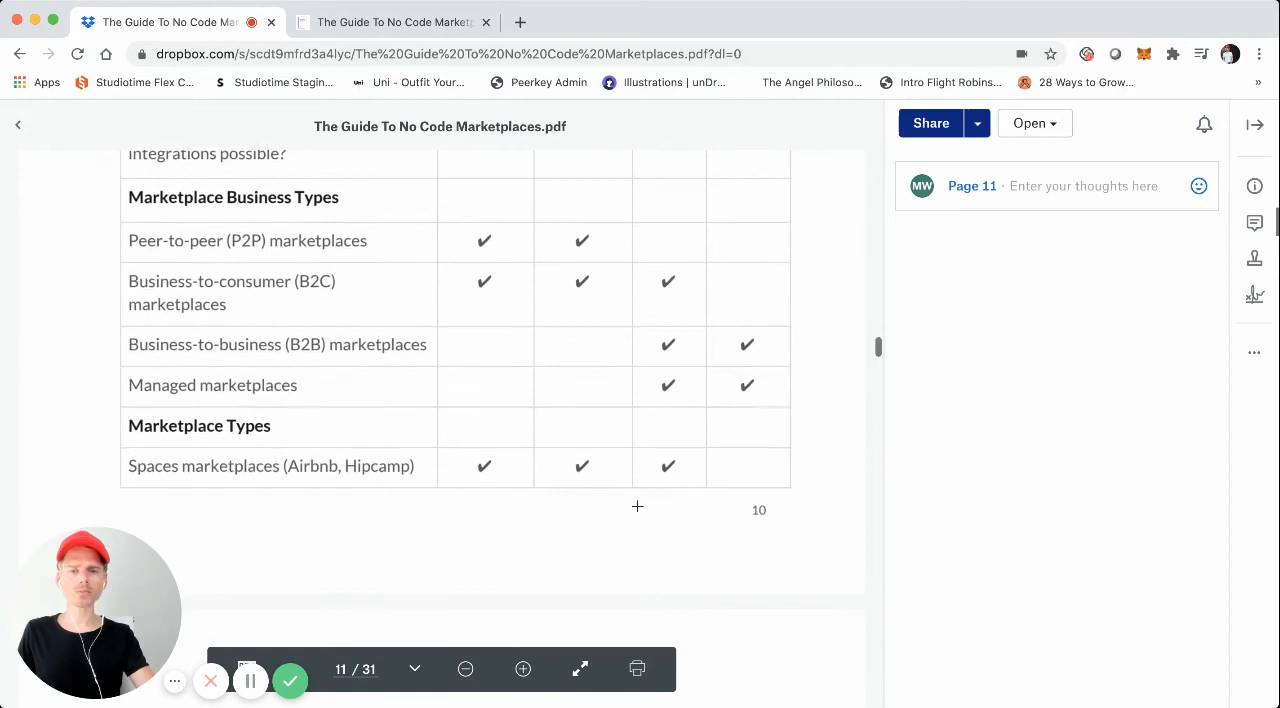 The Guide To No Code Mar
The Guide To No Code Market
dropbox.com/s/scdt9mfrd3a4lyc/The%20Guide%20To%20No%20Code%20Marketplaces.pdf?dl=0
Apps Studiotime Flex C... Studiotime Stagin... Uni - Outfit Your... Peerkey Admin Illustrations | unDr... The Angel Philoso... Intro Flight Robins... 28 Ways to Grow... »
The Guide To No Code Marketplaces.pdf
Share Open
MW Page 11 · Enter your thoughts here
integrations possible?
Marketplace Business Types
Peer-to-peer (P2P) marketplaces ✔ ✔
Business-to-consumer (B2C) ✔ ✔ ✔
marketplaces
Business-to-business (B2B) marketplaces ✔ ✔
Managed marketplaces ✔ ✔
Marketplace Types
Spaces marketplaces (Airbnb, Hipcamp) ✔ ✔ ✔
10
11 / 31